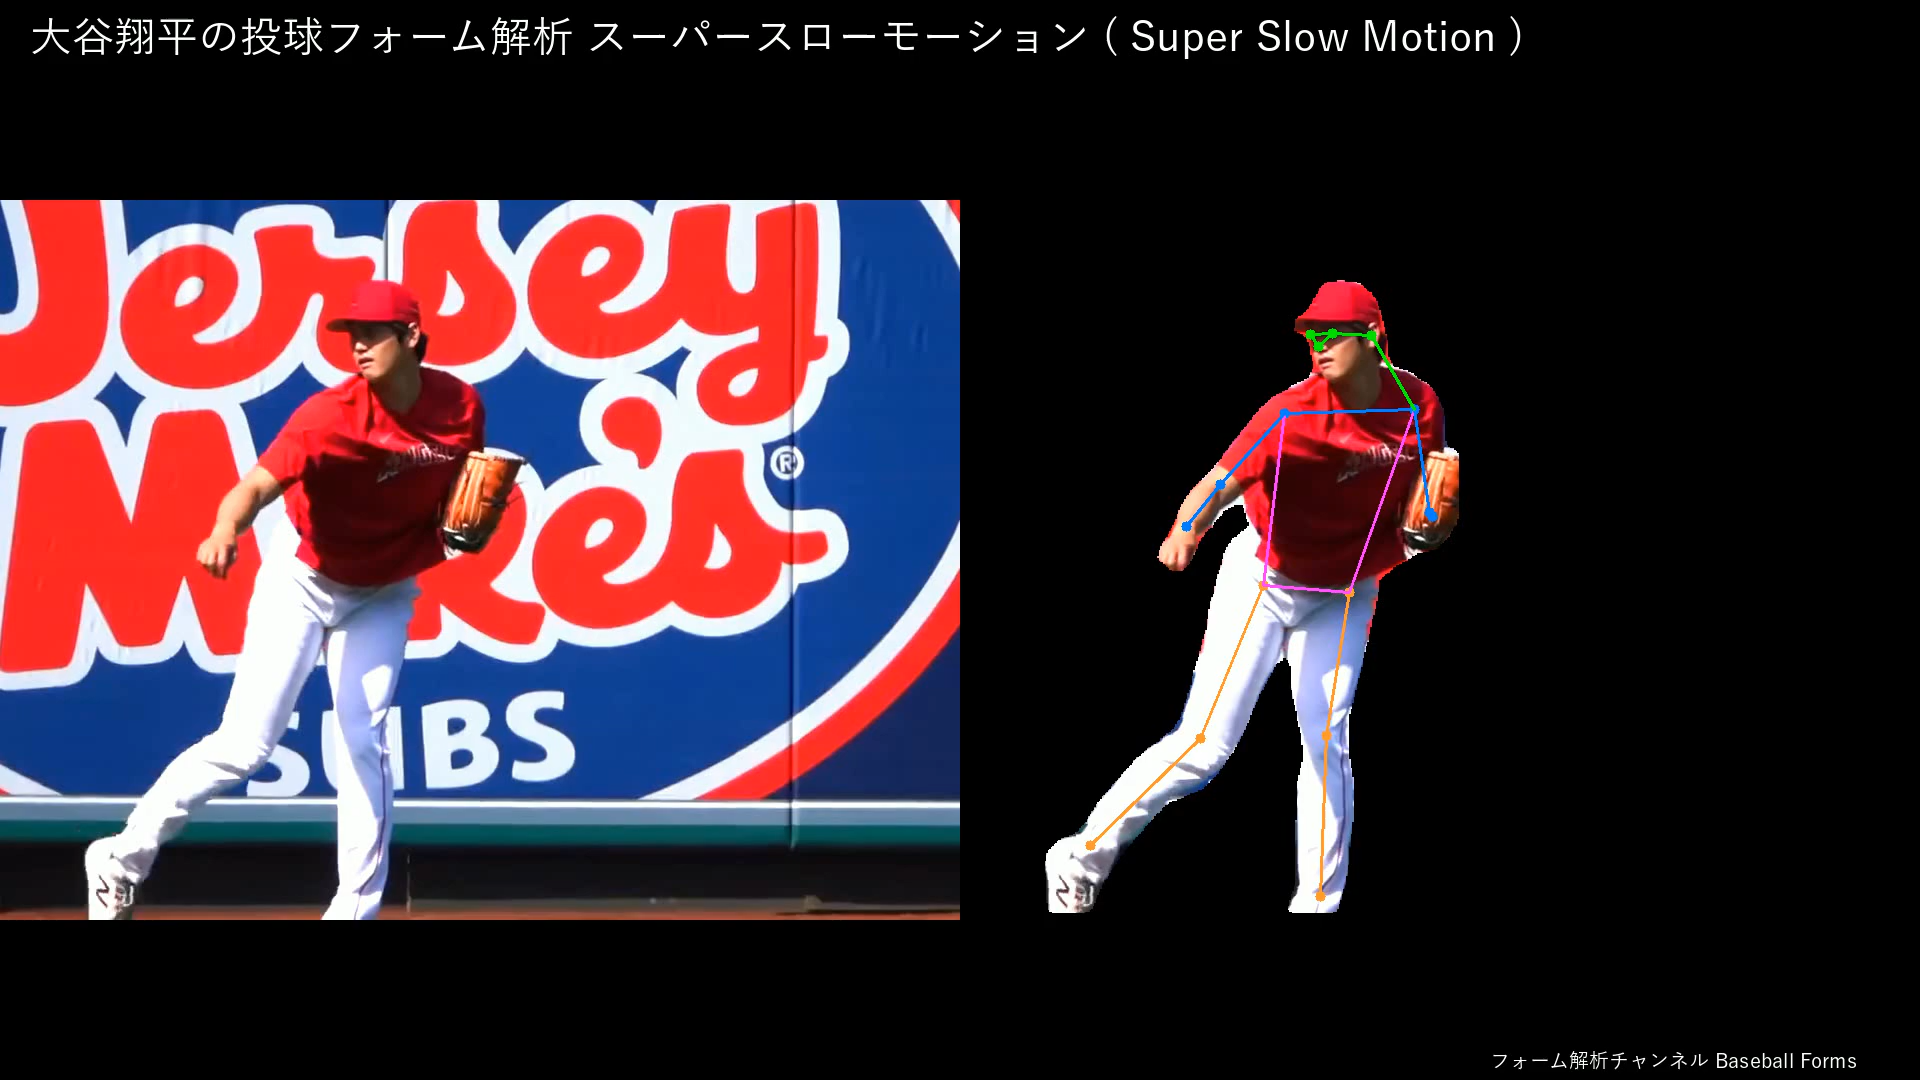 大谷翔平の投球フォーム解析 スーパースローモーション ( Super Slow Motion )
Jersey
Mike's ®
SUBS
フォーム解析チャンネル Baseball Forms